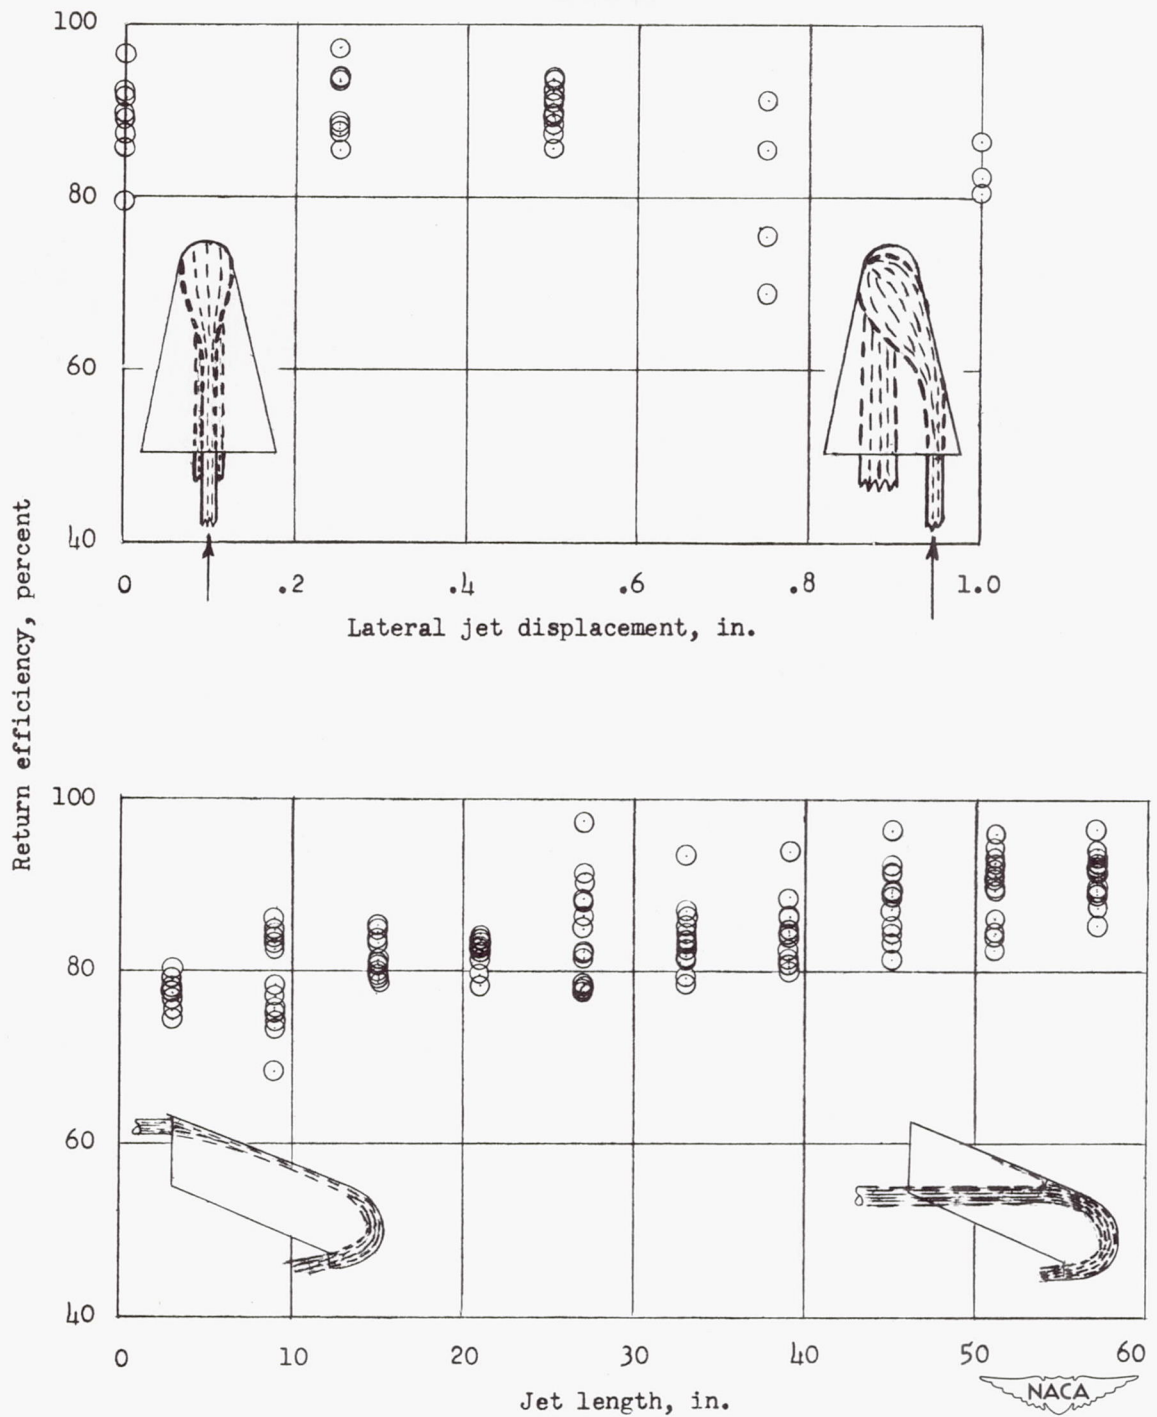 100
80
60
40
0 .2 .4 .6 .8 1.0
Lateral jet displacement, in.
Return efficiency, percent
100
80
60
40
0 10 20 30 40 50 60
Jet length, in.
NACA